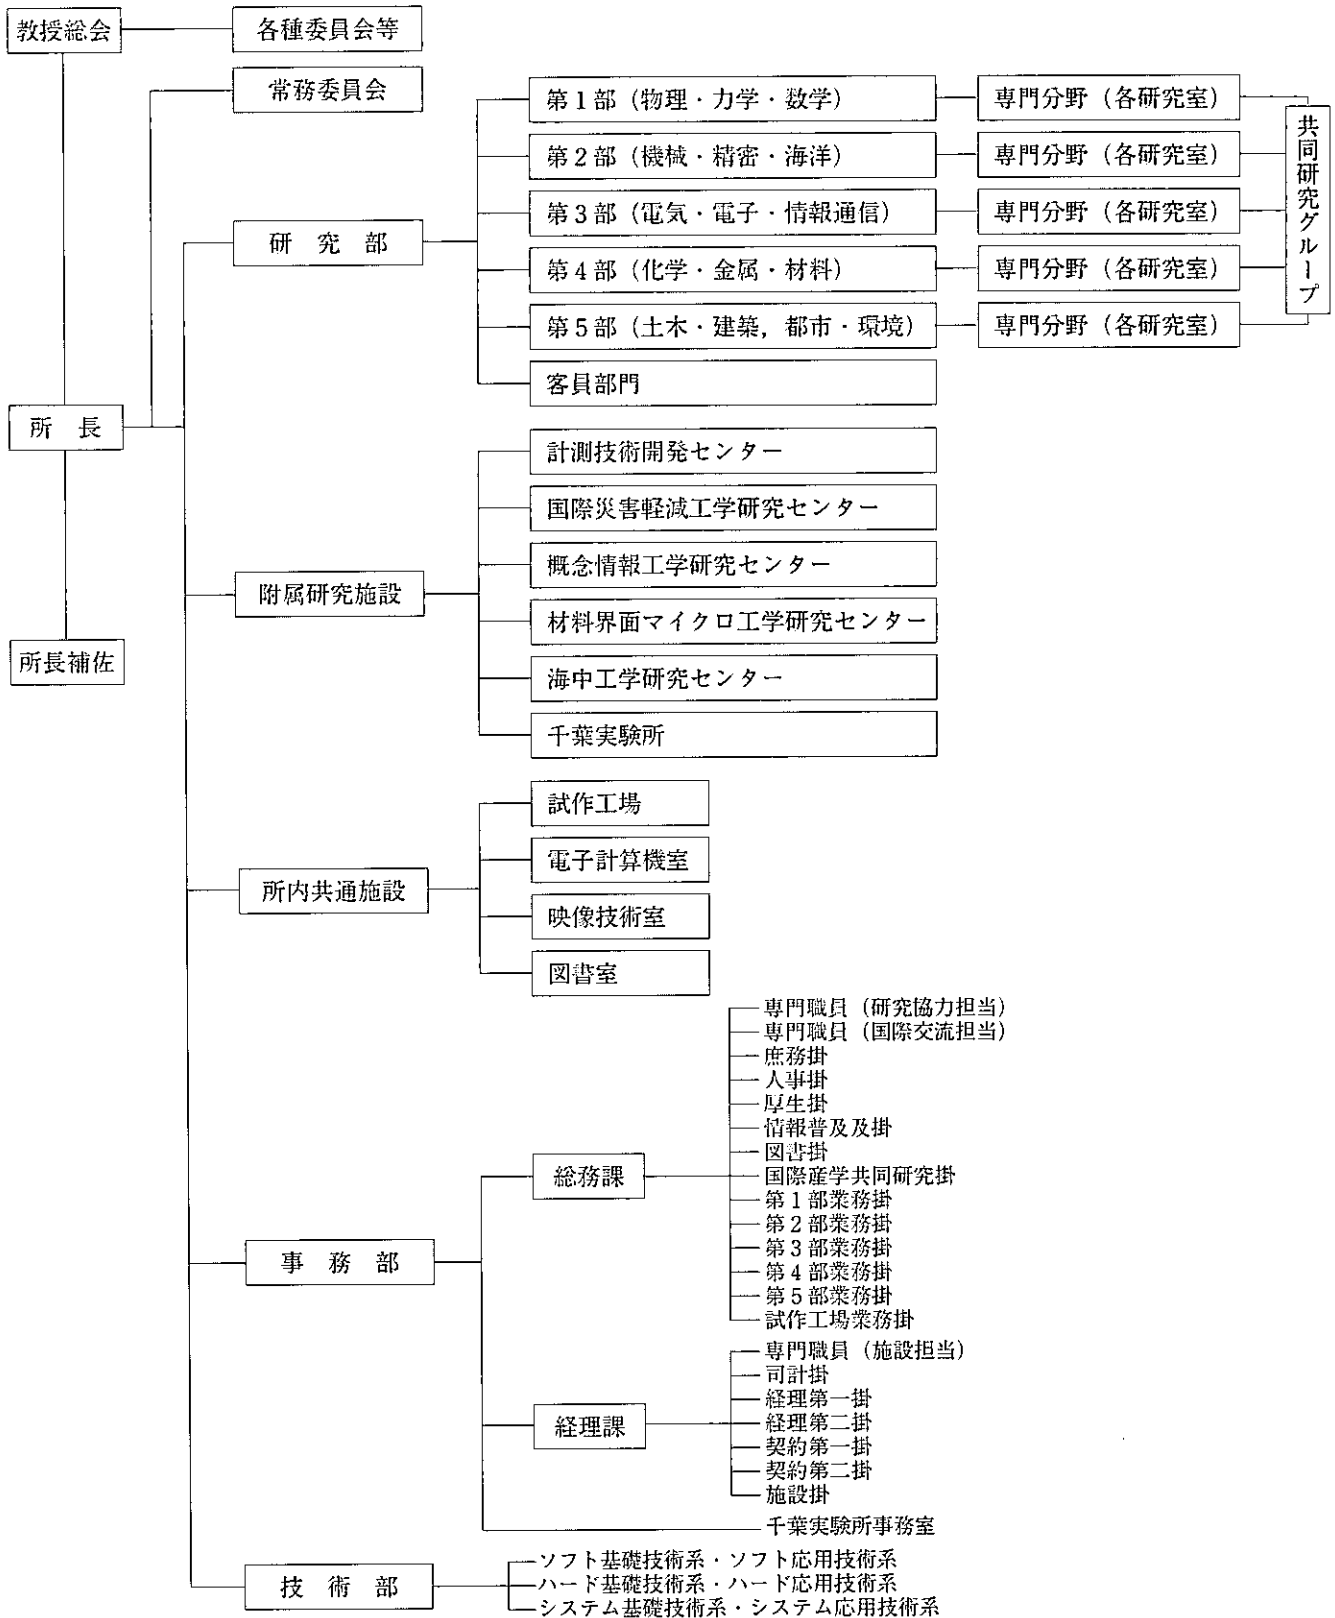 教授総会
各種委員会等
常務委員会
第1部(物理・力学・数学)
専門分野(各研究室)
第2部(機械・精密・海洋)
専門分野(各研究室)
第3部(電気・電子・情報通信)
専門分野(各研究室)
第4部(化学・金属・材料)
専門分野(各研究室)
第5部(土木・建築，都市・環境)
専門分野(各研究室)
共同研究グループ
研究部
客員部門
所長
所長補佐
計測技術開発センター
国際災害軽減工学研究センター
概念情報工学研究センター
附属研究施設
材料界面マイクロ工学研究センター
海中工学研究センター
千葉実験所
試作工場
電子計算機室
所内共通施設
映像技術室
図書室
専門職員(研究協力担当)
専門職員(国際交流担当)
庶務掛
人事掛
厚生掛
情報普及及掛
図書掛
総務課
国際産学共同研究掛
第1部業務掛
第2部業務掛
第3部業務掛
第4部業務掛
第5部業務掛
試作工場業務掛
事務部
専門職員(施設担当)
司計掛
経理第一掛
経理課
経理第二掛
契約第一掛
契約第二掛
施設掛
千葉実験所事務室
技術部
ソフト基礎技術系・ソフト応用技術系
ハード基礎技術系・ハード応用技術系
システム基礎技術系・システム応用技術系